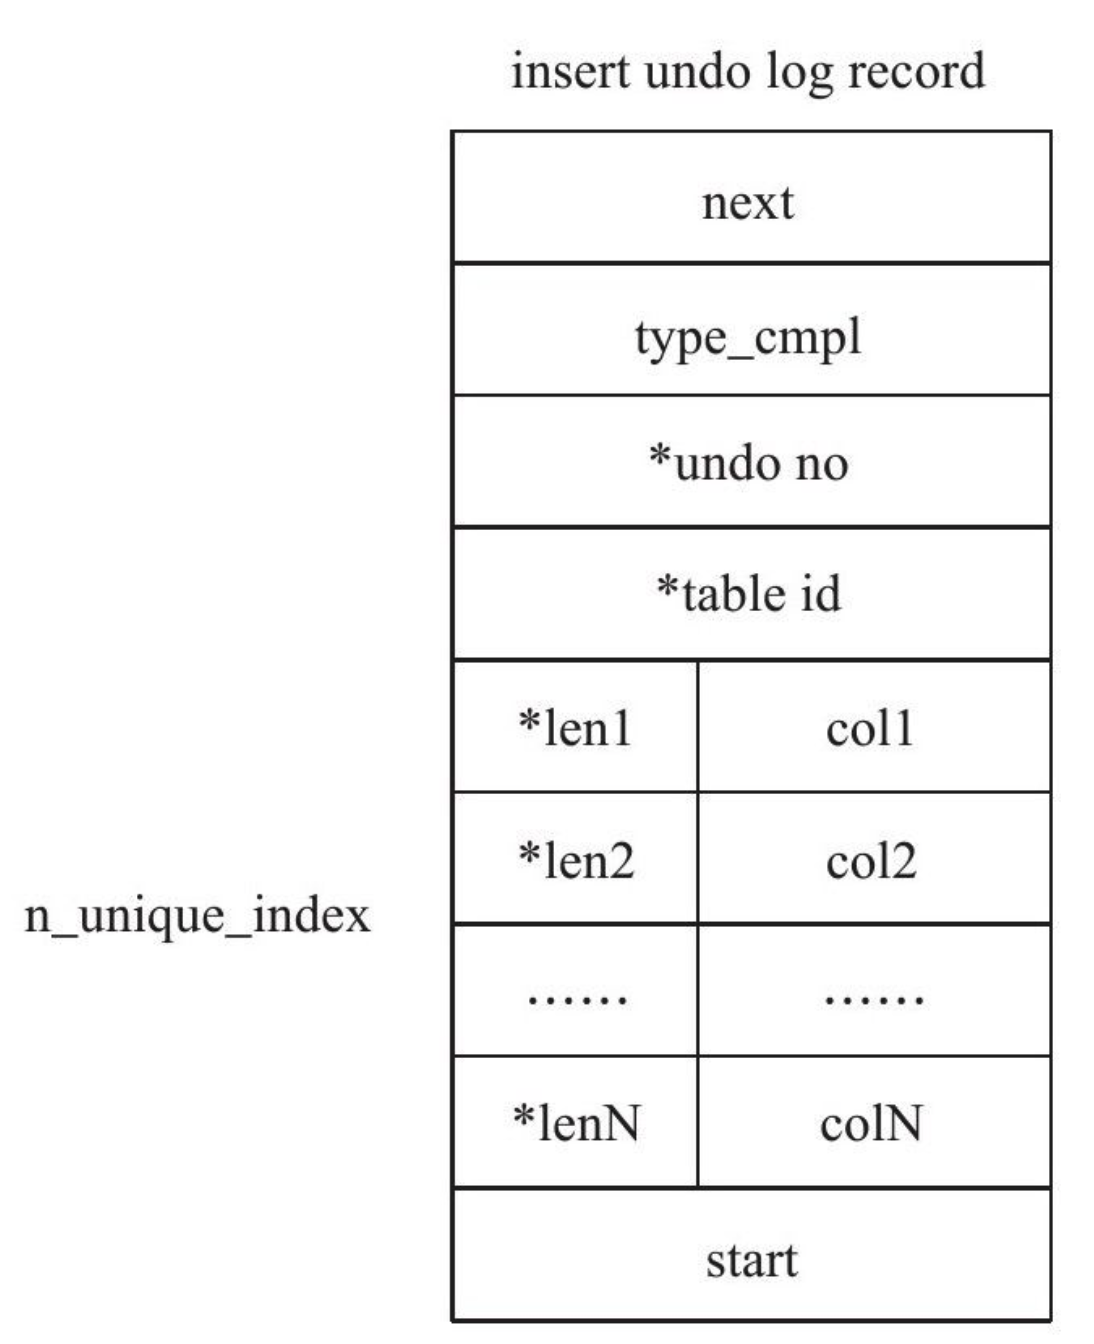 insert undo log record
next
type_cmpl
*undo no
*table id
*len1 col1
*len2 col2
n_unique_index
...... ......
*lenN colN
start